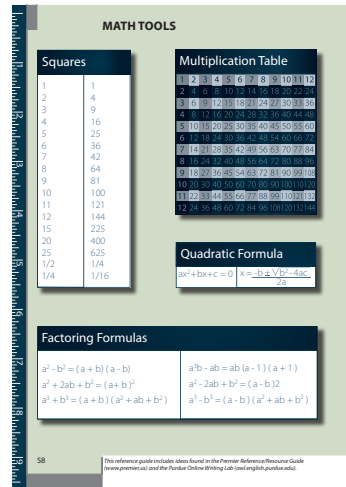 MATH TOOLS
Squares
1 1
2 4
3 9
4 16
5 25
6 36
7 42
8 64
9 81
10 100
11 121
12 144
15 225
20 400
25 625
1/2 1/4
1/4 1/16
Multiplication Table
1 2 3 4 5 6 7 8 9 10 11 12
2 4 6 8 10 12 14 16 18 20 22 24
3 6 9 12 15 18 21 24 27 30 33 36
4 8 12 16 20 24 28 32 36 40 44 48
5 10 15 20 25 30 35 40 45 50 55 60
6 12 18 24 30 36 42 48 54 60 66 72
7 14 21 28 35 42 49 56 63 70 77 84
8 16 24 32 40 48 56 64 72 80 88 96
9 18 27 36 45 54 63 72 81 90 99 108
10 20 30 40 50 60 70 80 90 100 110 120
11 22 33 44 55 66 77 88 99 110 121 132
12 24 36 48 60 72 84 96 108 120 132 144
Quadratic Formula
ax²+bx+c = 0 x = -b ± √b²-4ac
2a
Factoring Formulas
a² - b² = ( a + b ) ( a - b)
a² + 2ab + b² = ( a+ b )²
a³ + b³ = ( a + b ) ( a² + ab + b² )
a³b - ab = ab ( a - 1 ) ( a + 1 )
a² - 2ab + b² = ( a - b )2
a³ - b³ = ( a - b ) ( a² + ab + b² )
1
2
3
4
5
6
7
8
9
58
This reference guide includes ideas found in the Premier Reference/Resource Guide
(www.premier.us) and the Purdue Online Writing Lab (owl.english.purdue.edu).